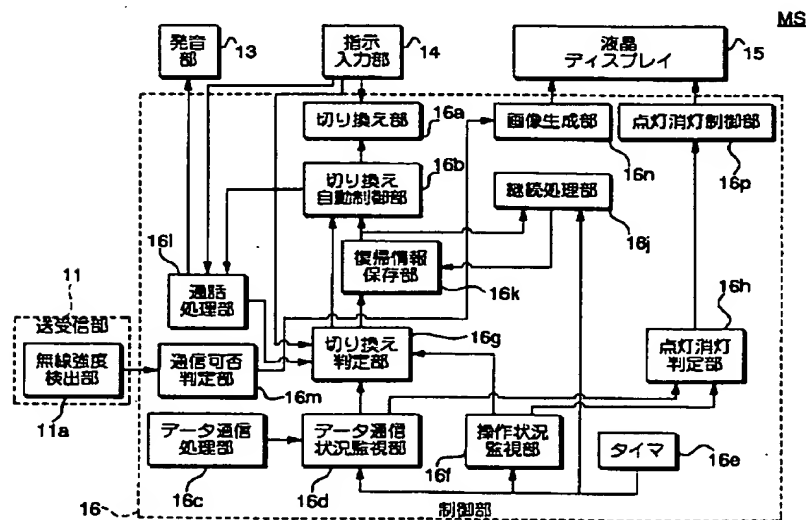 MS
発音
部
13
指示
入力部
14
液晶
ディスプレイ
15
切り換え部
16a
画像生成部
16n
点灯消灯制御部
16p
切り換え
自動制御部
16b
継続処理部
16j
復帰情報
保存部
16k
16l
通話
処理部
11
送受信部
無線強度
検出部
11a
通信可否
判定部
16m
切り換え
判定部
16g
16h
点灯消灯
判定部
データ通信
処理部
16c
データ通信
状況監視部
16d
操作状況
監視部
16f
タイマ
16e
16
制御部